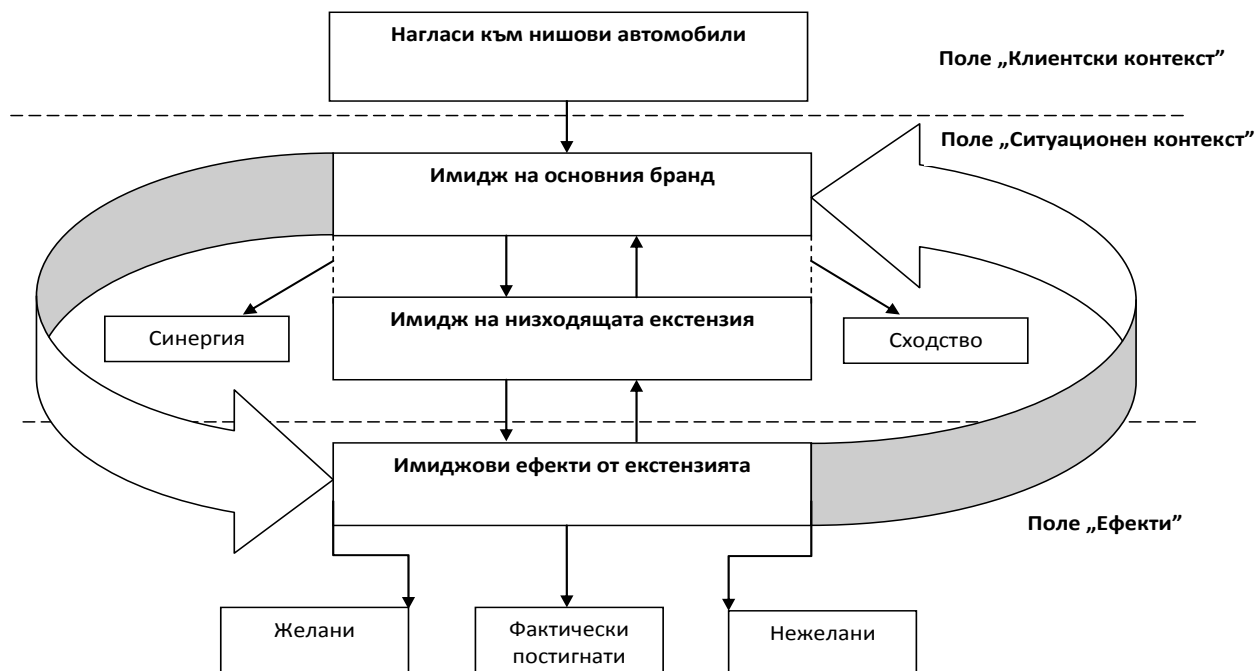 Нагласи към нишови автомобили
Поле „Клиентски контекст”
Поле „Ситуационен контекст”
Имидж на основния бранд
Имидж на низходящата екстензия
Синергия
Сходство
Имиджови ефекти от екстензията
Поле „Ефекти”
Желани
Фактически
постигнати
Нежелани